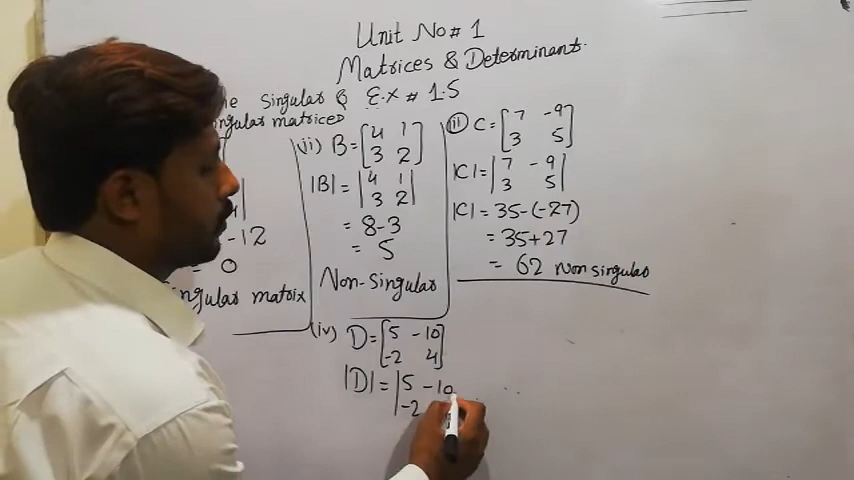 Unit No # 1
Matrices & Determinant.
Singular & Ex # 1.5
ngular matrices
- 12
= 0
ngular matrix
(ii) B = [4 1
3 2]
|B| = |4 1
3 2|
= 8 - 3
= 5
Non-Singular
(iii) C = [7 -9
3 5]
|C| = |7 -9
3 5|
|C| = 35 - (-27)
= 35 + 27
= 62 Non singular
(iv) D = [5 -10
-2 4]
|D| = |5 -10
-2